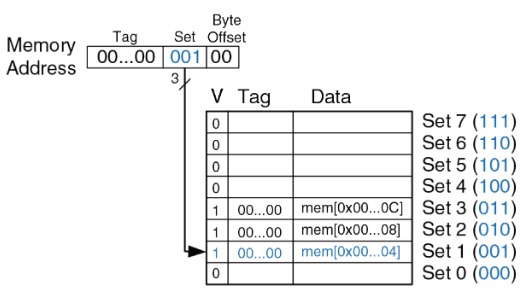 Byte
Tag Set Offset
Memory
Address
00...00 001 00
3
V Tag Data
0 Set 7 (111)
0 Set 6 (110)
0 Set 5 (101)
0 Set 4 (100)
1 00...00 mem[0x00...0C] Set 3 (011)
1 00...00 mem[0x00...08] Set 2 (010)
1 00...00 mem[0x00...04] Set 1 (001)
0 Set 0 (000)